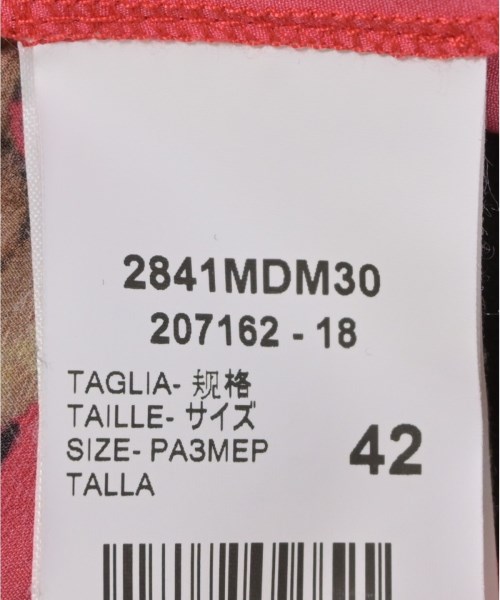 2841MDM30
207162 - 18
TAGLIA- 规格
TAILLE- サイズ
SIZE- PA3MEP
TALLA
42